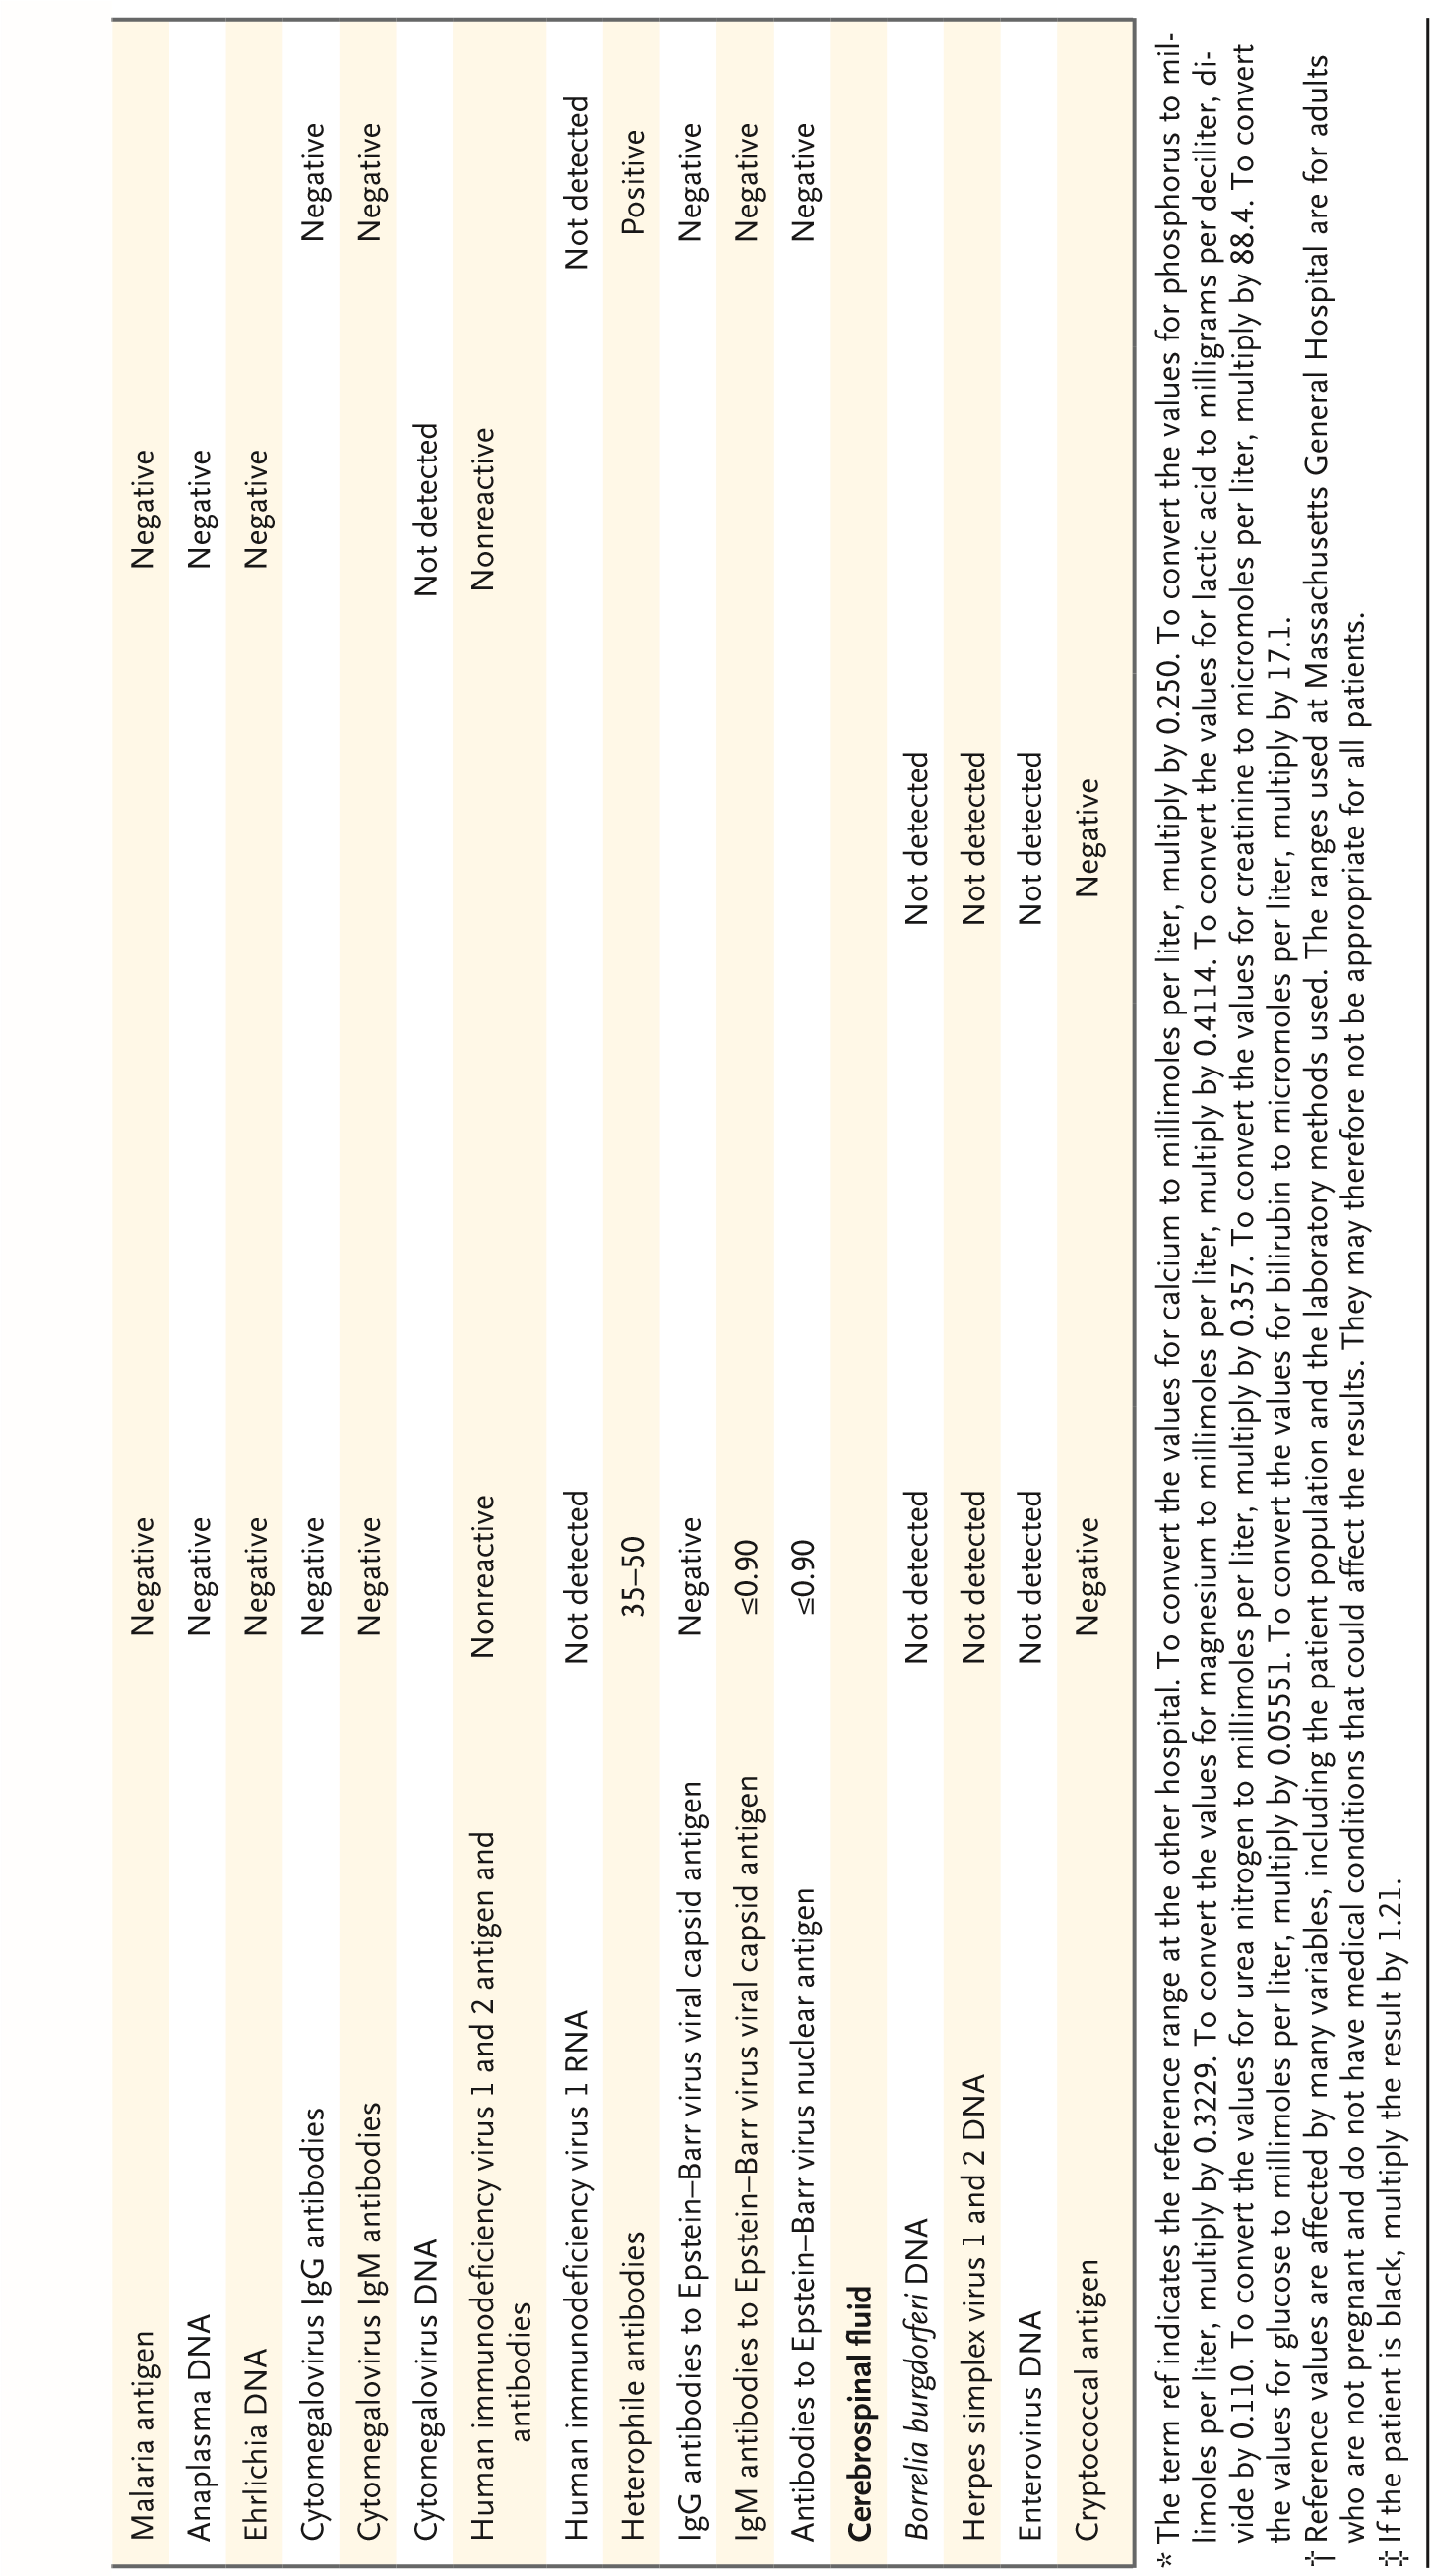 Malaria antigen Negative Negative
Anaplasma DNA Negative Negative
Ehrlichia DNA Negative Negative
Cytomegalovirus IgG antibodies Negative Negative
Cytomegalovirus IgM antibodies Negative Negative
Cytomegalovirus DNA Not detected
Human immunodeficiency virus 1 and 2 antigen and Nonreactive Nonreactive
antibodies
Human immunodeficiency virus 1 RNA Not detected Not detected
Heterophile antibodies 35–50 Positive
IgG antibodies to Epstein–Barr virus viral capsid antigen Negative Negative
IgM antibodies to Epstein–Barr virus viral capsid antigen ≤0.90 Negative
Antibodies to Epstein–Barr virus nuclear antigen ≤0.90 Negative
Cerebrospinal fluid
Borrelia burgdorferi DNA Not detected Not detected
Herpes simplex virus 1 and 2 DNA Not detected Not detected
Enterovirus DNA Not detected Not detected
Cryptococcal antigen Negative Negative
* The term ref indicates the reference range at the other hospital. To convert the values for calcium to millimoles per liter, multiply by 0.250. To convert the values for phosphorus to mil-
limoles per liter, multiply by 0.3229. To convert the values for magnesium to millimoles per liter, multiply by 0.4114. To convert the values for lactic acid to milligrams per deciliter, di-
vide by 0.110. To convert the values for urea nitrogen to millimoles per liter, multiply by 0.357. To convert the values for creatinine to micromoles per liter, multiply by 88.4. To convert
the values for glucose to millimoles per liter, multiply by 0.05551. To convert the values for bilirubin to micromoles per liter, multiply by 17.1.
† Reference values are affected by many variables, including the patient population and the laboratory methods used. The ranges used at Massachusetts General Hospital are for adults
who are not pregnant and do not have medical conditions that could affect the results. They may therefore not be appropriate for all patients.
‡ If the patient is black, multiply the result by 1.21.